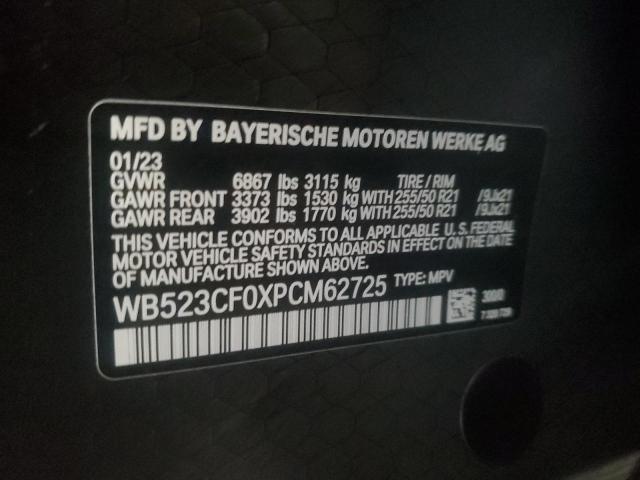 MFD BY BAYERISCHE MOTOREN WERKE AG
01/23
GVWR 6867 lbs 3115 kg TIRE / RIM
GAWR FRONT 3373 lbs 1530 kg WITH 255/50 R21 /9Jx21
GAWR REAR 3902 lbs 1770 kg WITH 255/50 R21 /9Jx21
THIS VEHICLE CONFORMS TO ALL APPLICABLE U. S. FEDERAL
MOTOR VEHICLE SAFETY STANDARDS IN EFFECT ON THE DATE
OF MANUFACTURE SHOWN ABOVE.
WB523CF0XPCM62725 TYPE: MPV